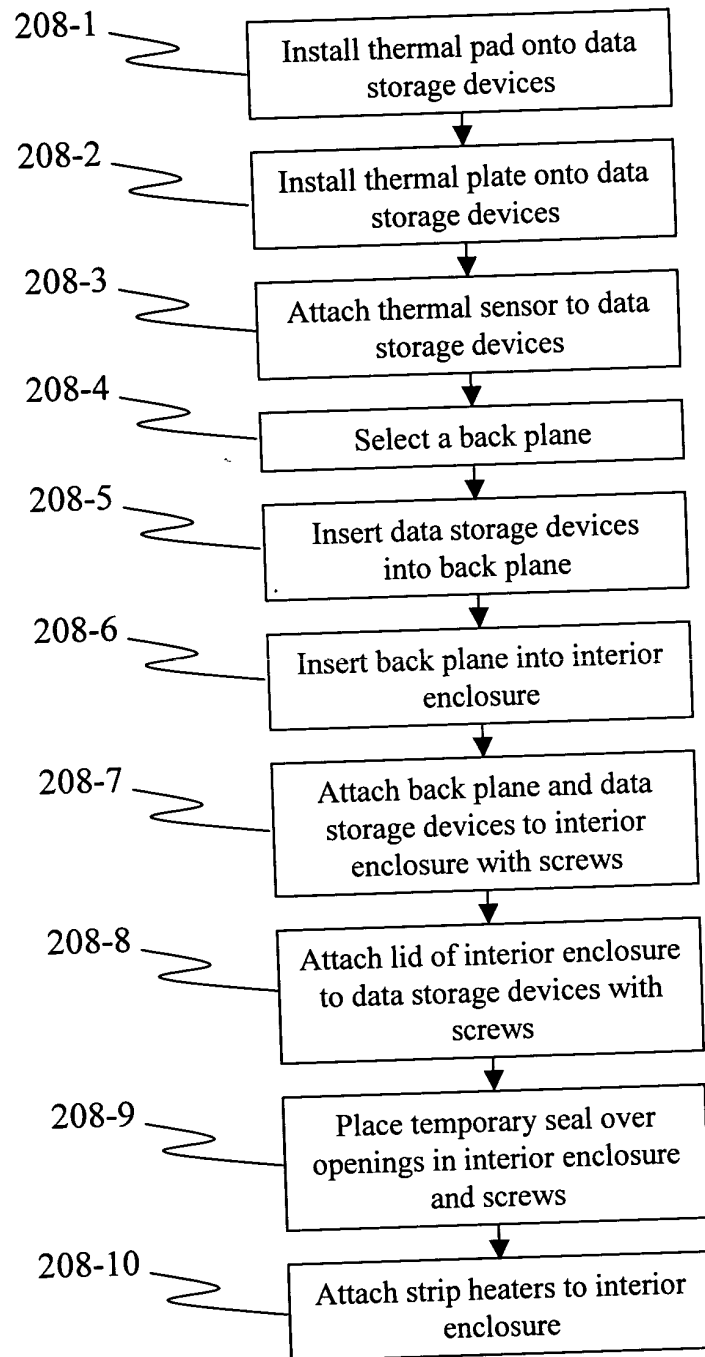 208-1
Install thermal pad onto data
storage devices
208-2
Install thermal plate onto data
storage devices
208-3
Attach thermal sensor to data
storage devices
208-4
Select a back plane
208-5
Insert data storage devices
into back plane
208-6
Insert back plane into interior
enclosure
208-7
Attach back plane and data
storage devices to interior
enclosure with screws
208-8
Attach lid of interior enclosure
to data storage devices with
screws
208-9
Place temporary seal over
openings in interior enclosure
and screws
208-10
Attach strip heaters to interior
enclosure